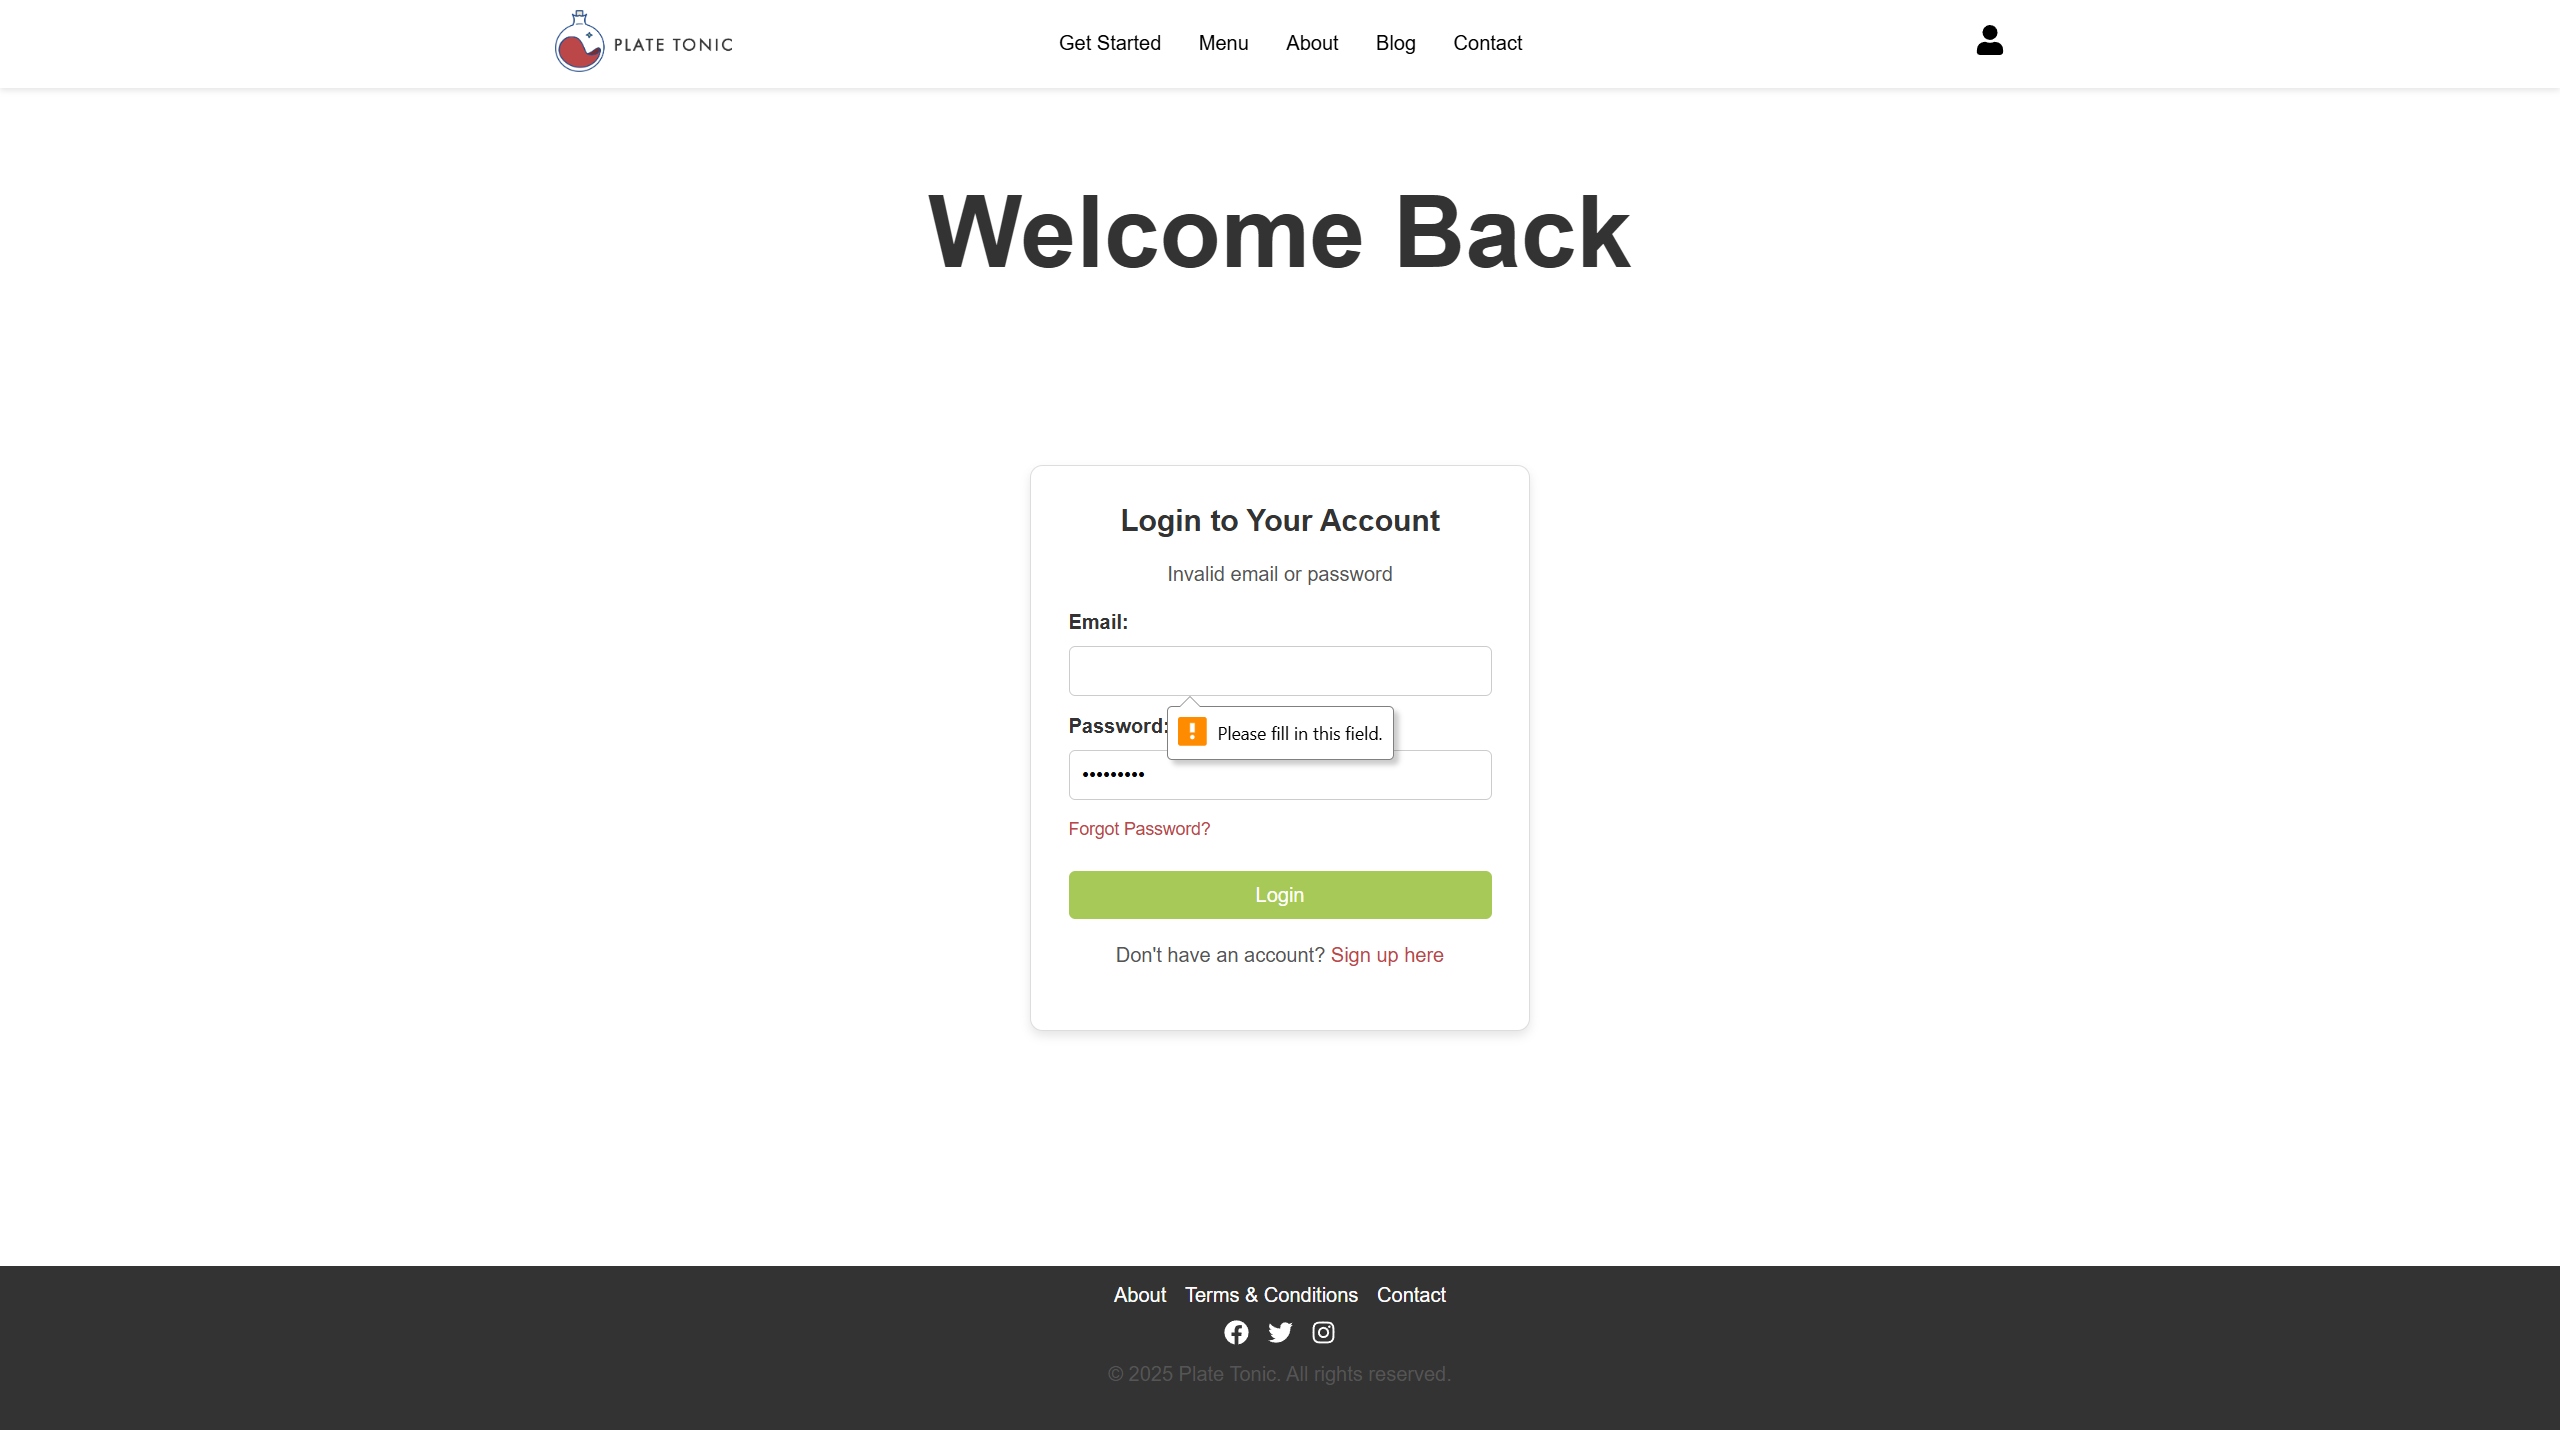 PLATE TONIC
Get Started Menu About Blog Contact
Welcome Back
Login to Your Account
Invalid email or password
Email:
Please fill in this field.
Password:
•••••••••
Forgot Password?
Login
Don't have an account? Sign up here
About Terms & Conditions Contact
© 2025 Plate Tonic. All rights reserved.